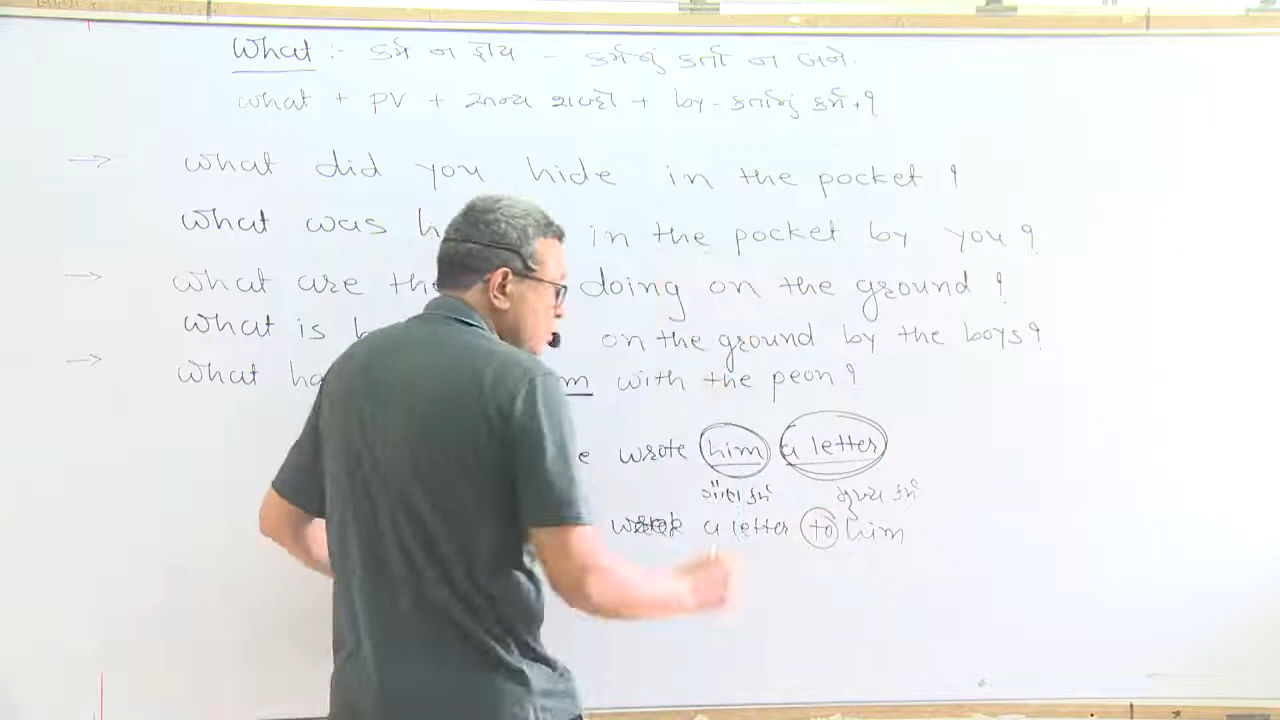 What :- કર્મ ન હોય - કર્મનું કર્તા ન બને.
what + PV + અન્ય શબ્દો + by - કર્તાનું કર્મ + ?
→ what did you hide in the pocket ?
what was in the pocket by you ?
→ what are doing on the ground ?
what is on the ground by the boys ?
→ what with the peon ?
wrote him a letter
ગૌણ કર્મ મુખ્ય કર્મ
a letter to him